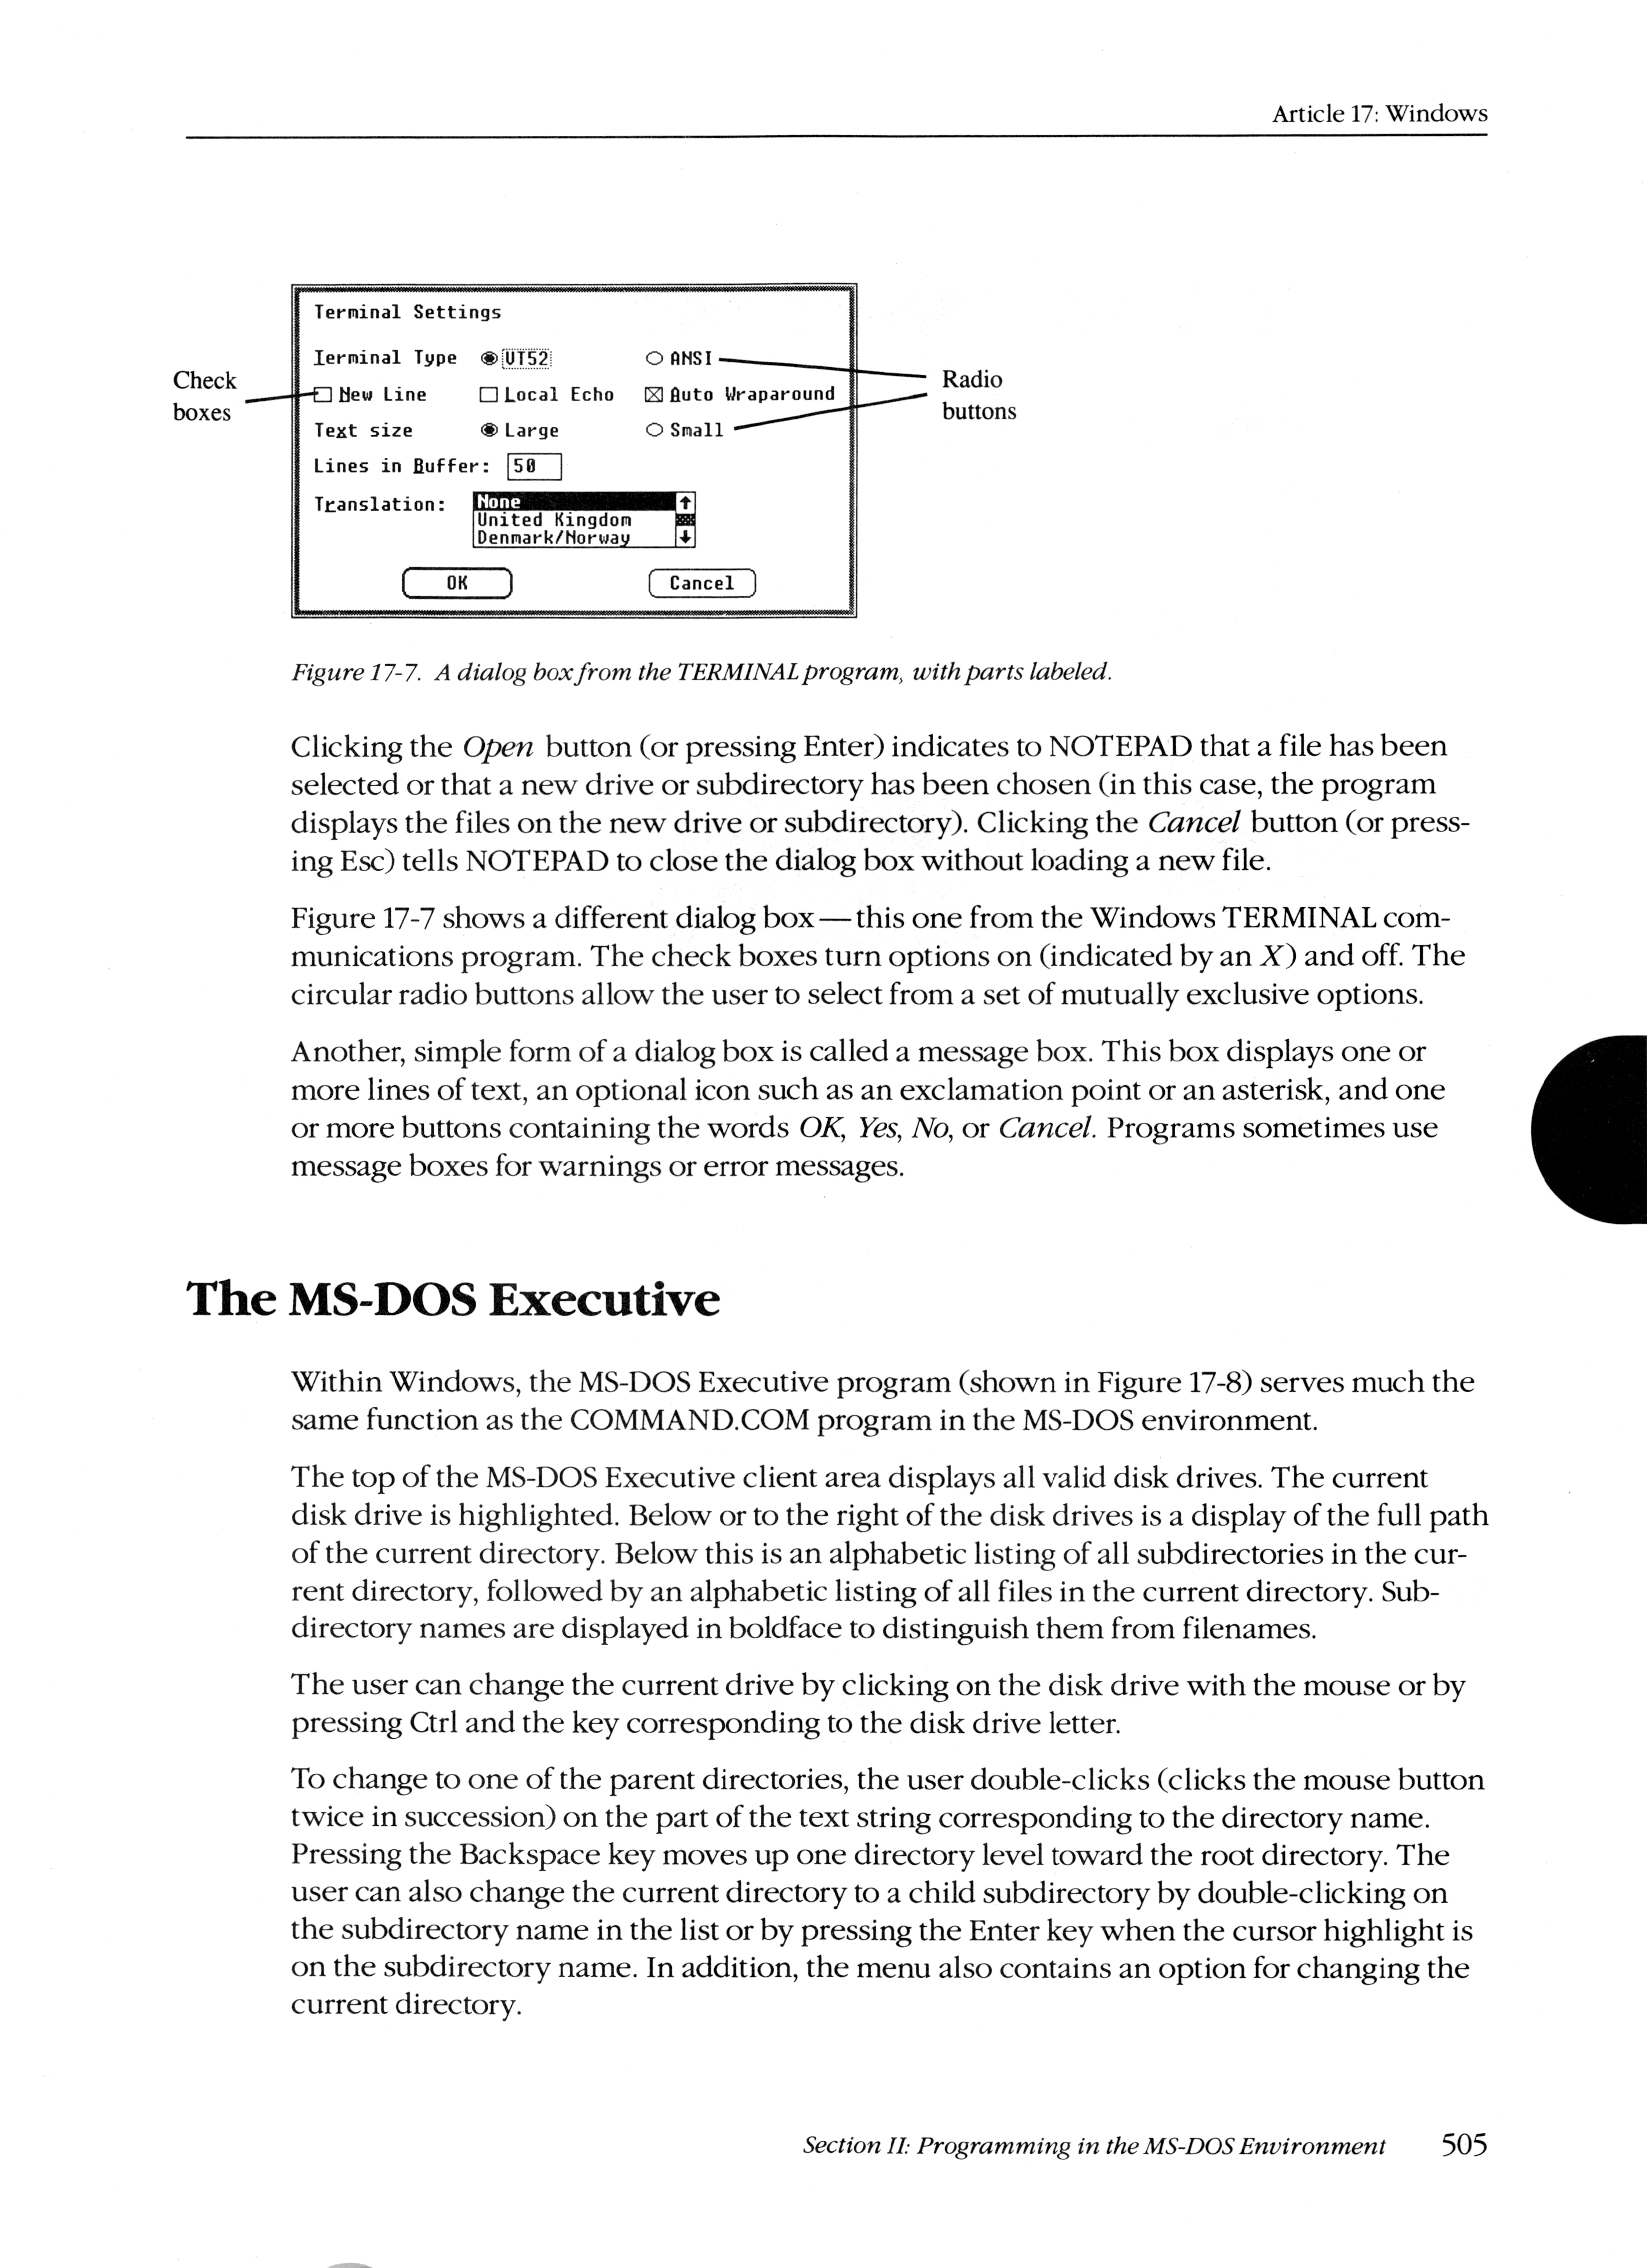 Article 17: Windows
Terminal Settings
Terminal Type VT52 ANSI
New Line Local Echo Auto Wraparound
Text size Large Small
Lines in Buffer: 50
Translation: None
United Kingdom
Denmark/Norway
OK Cancel
Check
boxes
Radio
buttons
Figure 17-7. A dialog box from the TERMINAL program, with parts labeled.
Clicking the Open button (or pressing Enter) indicates to NOTEPAD that a file has been
selected or that a new drive or subdirectory has been chosen (in this case, the program
displays the files on the new drive or subdirectory). Clicking the Cancel button (or press-
ing Esc) tells NOTEPAD to close the dialog box without loading a new file.
Figure 17-7 shows a different dialog box — this one from the Windows TERMINAL com-
munications program. The check boxes turn options on (indicated by an X) and off. The
circular radio buttons allow the user to select from a set of mutually exclusive options.
Another, simple form of a dialog box is called a message box. This box displays one or
more lines of text, an optional icon such as an exclamation point or an asterisk, and one
or more buttons containing the words OK, Yes, No, or Cancel. Programs sometimes use
message boxes for warnings or error messages.
The MS-DOS Executive
Within Windows, the MS-DOS Executive program (shown in Figure 17-8) serves much the
same function as the COMMAND.COM program in the MS-DOS environment.
The top of the MS-DOS Executive client area displays all valid disk drives. The current
disk drive is highlighted. Below or to the right of the disk drives is a display of the full path
of the current directory. Below this is an alphabetic listing of all subdirectories in the cur-
rent directory, followed by an alphabetic listing of all files in the current directory. Sub-
directory names are displayed in boldface to distinguish them from filenames.
The user can change the current drive by clicking on the disk drive with the mouse or by
pressing Ctrl and the key corresponding to the disk drive letter.
To change to one of the parent directories, the user double-clicks (clicks the mouse button
twice in succession) on the part of the text string corresponding to the directory name.
Pressing the Backspace key moves up one directory level toward the root directory. The
user can also change the current directory to a child subdirectory by double-clicking on
the subdirectory name in the list or by pressing the Enter key when the cursor highlight is
on the subdirectory name. In addition, the menu also contains an option for changing the
current directory.
Section II: Programming in the MS-DOS Environment 505